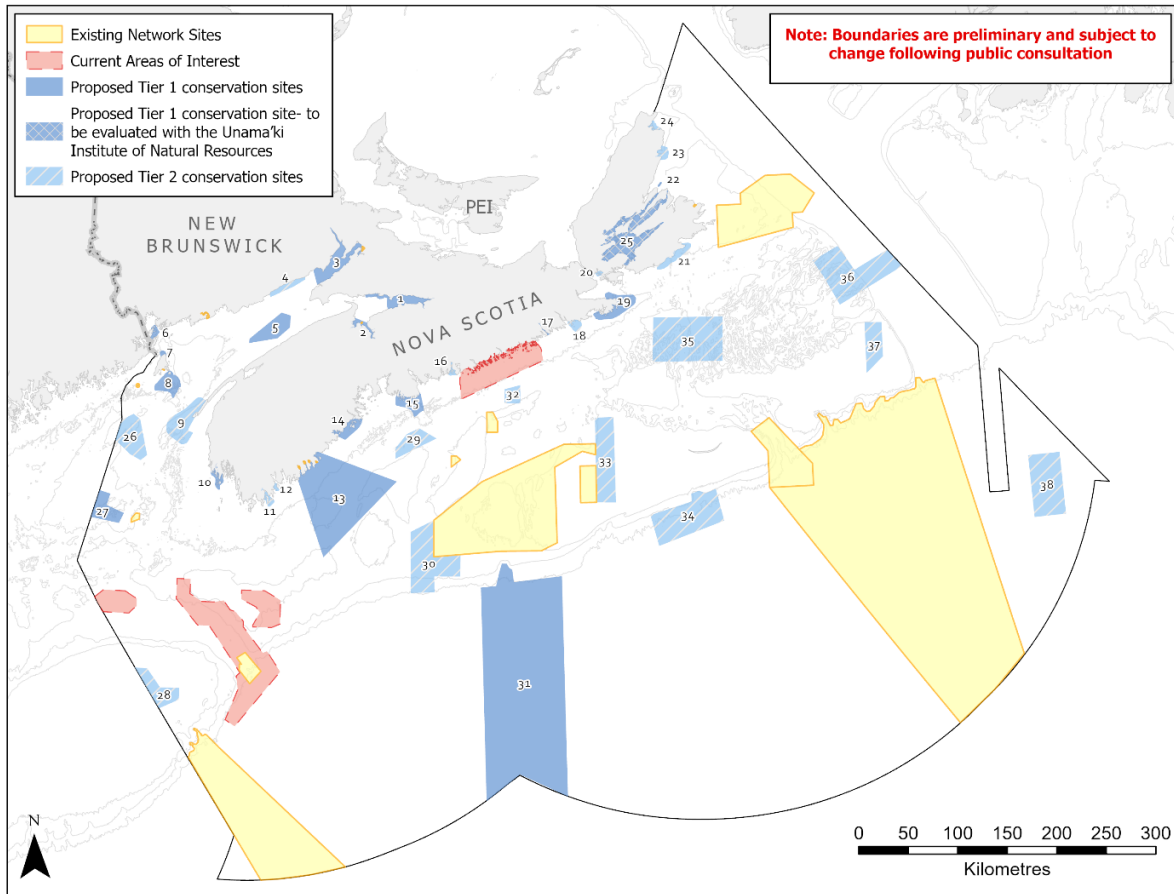 Existing Network Sites
Current Areas of Interest
Proposed Tier 1 conservation sites
Proposed Tier 1 conservation site- to
be evaluated with the Unama'ki
Institute of Natural Resources
Proposed Tier 2 conservation sites
Note: Boundaries are preliminary and subject to
change following public consultation
24
23
22
PEI
NEW
BRUNSWICK
25
3
21
20
36
4
1
19
5
2
NOVA SCOTIA
17
18
6
35
37
7
16
8
32
15
9
14
26
29
33
10
12
13
38
11
27
34
30
31
28
N
0 50 100 150 200 250 300
Kilometres